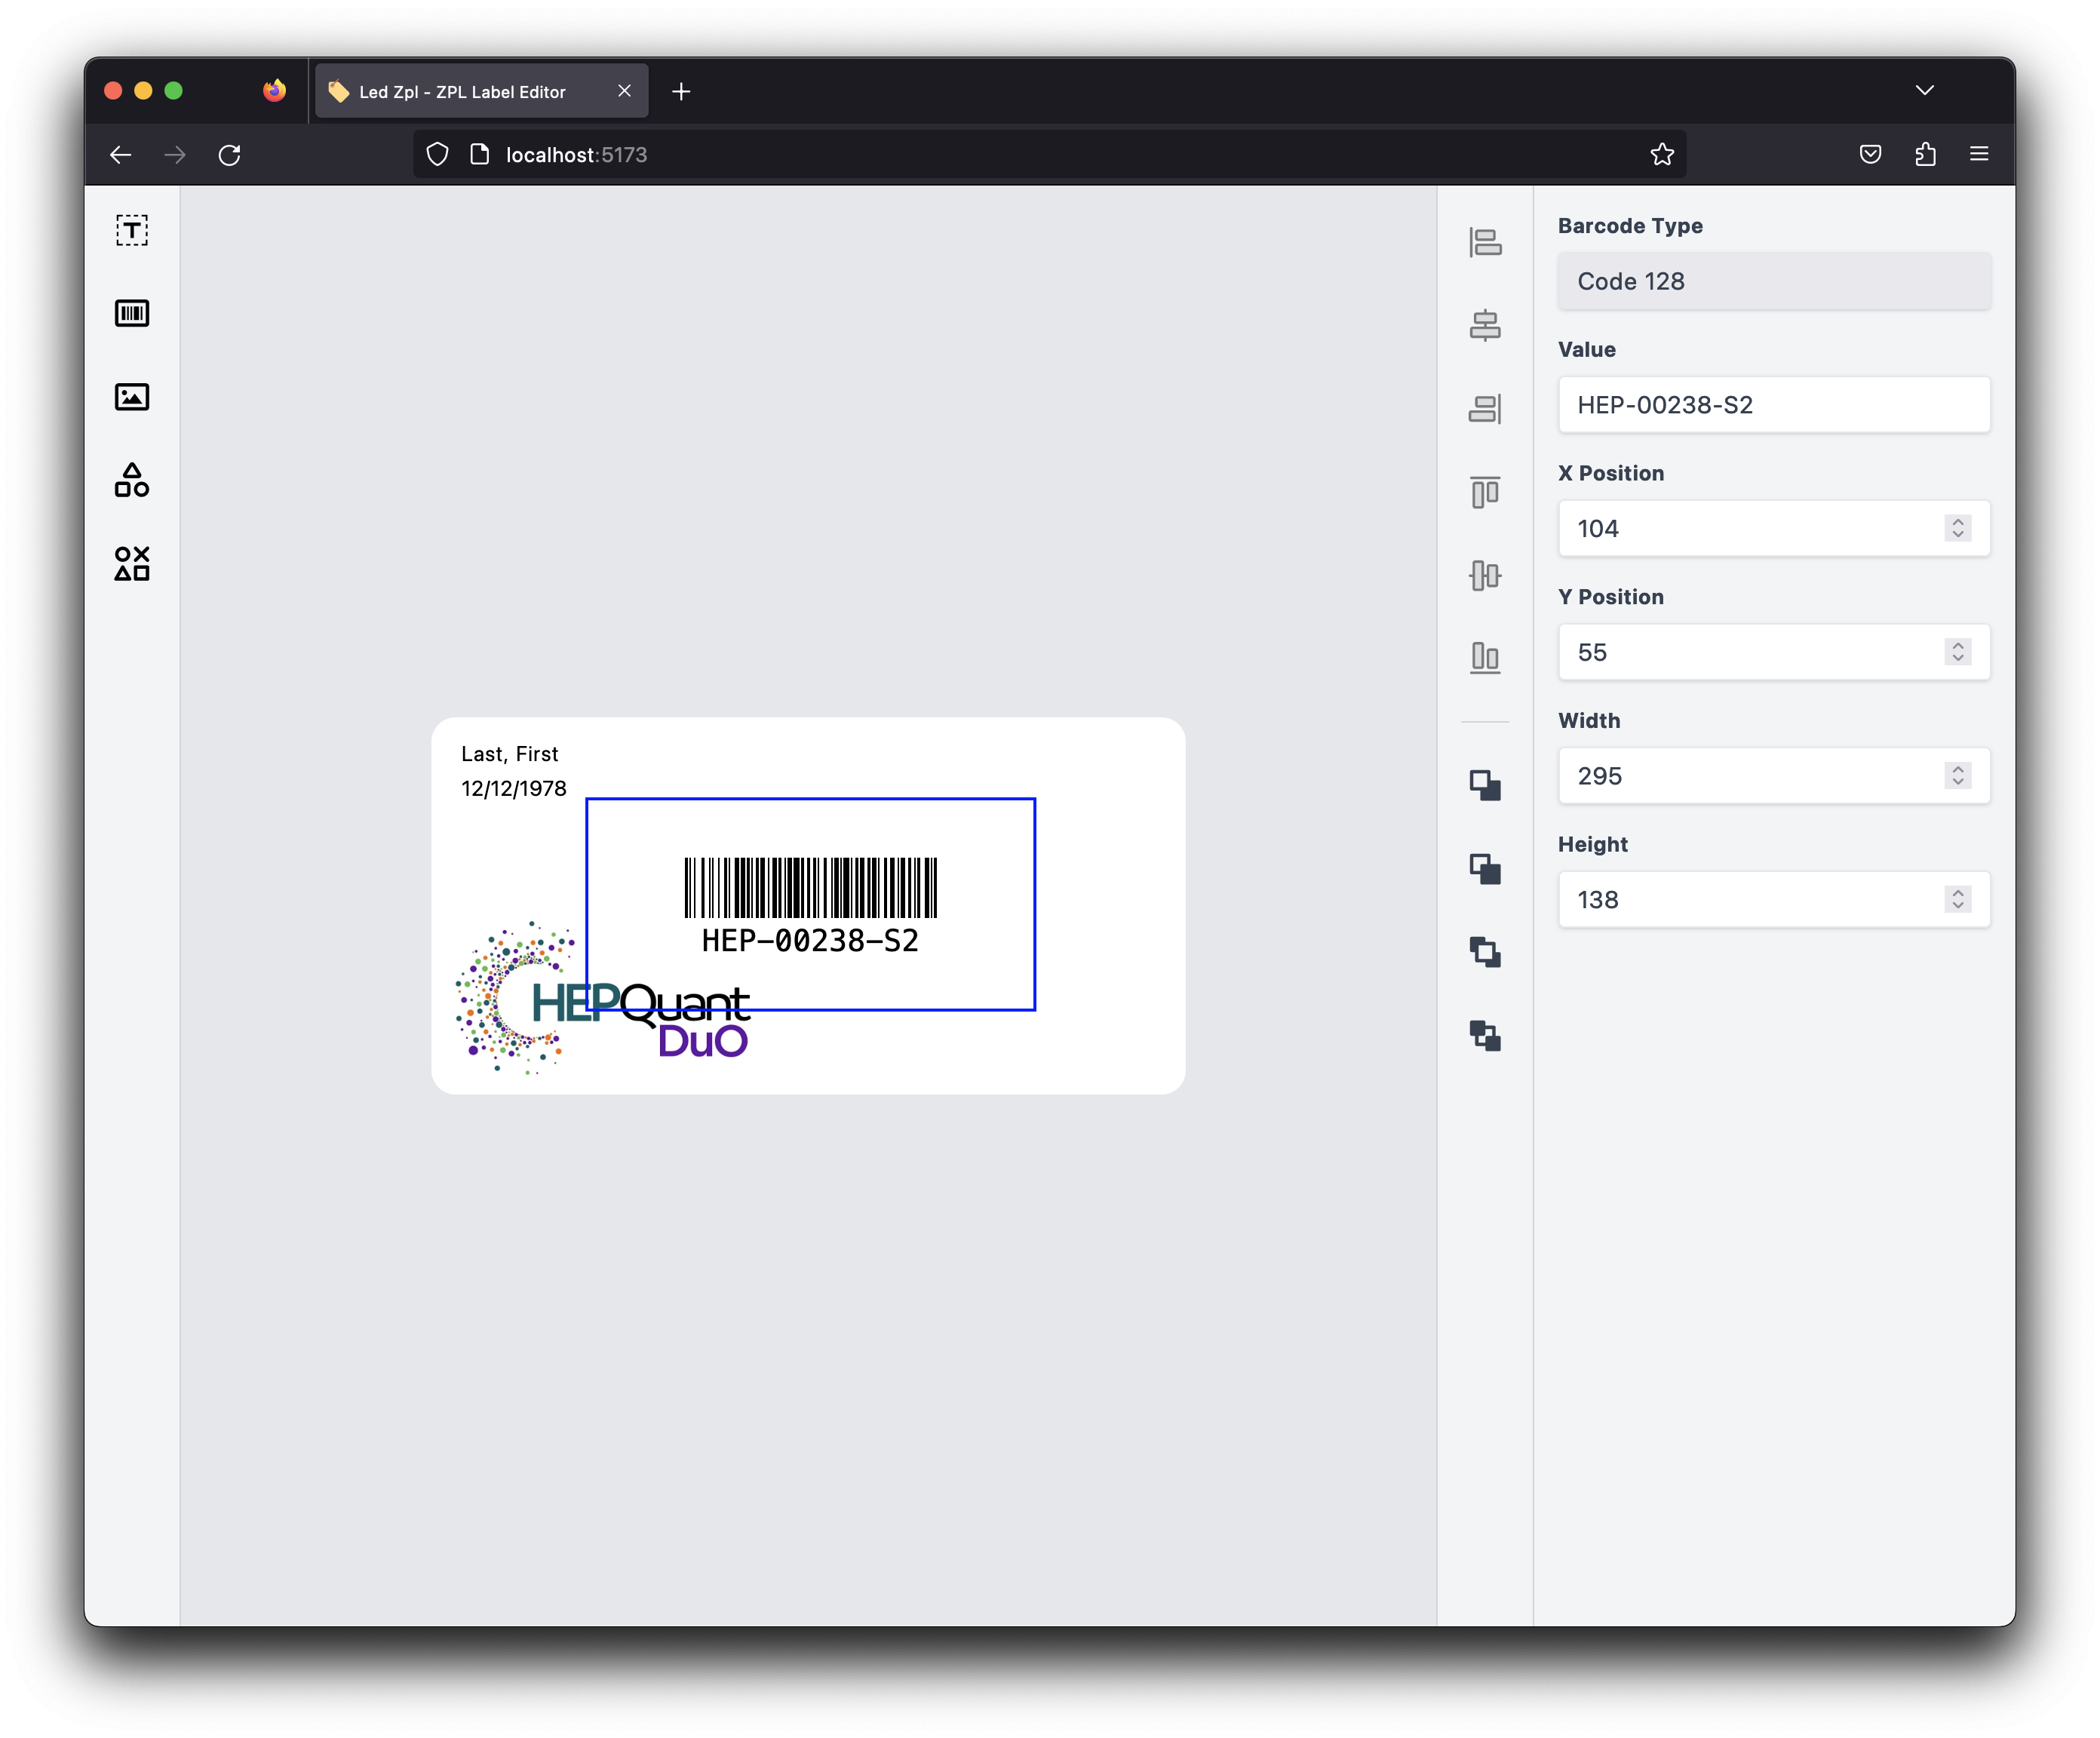 Led Zpl - ZPL Label Editor
localhost:5173
T
Barcode Type
Code 128
Value
HEP-00238-S2
X Position
104
Y Position
55
Width
295
Height
138
Last, First
12/12/1978
HEP-00238-S2
HEPQuant
DuO